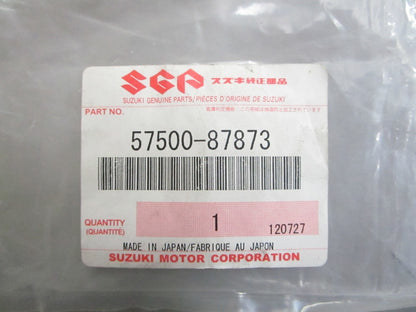 SGP スズキ純正部品
SUZUKI GENUINE PARTS/PIÈCES D'ORIGINE DE SUZUKI
PART NO.
57500-87873
QUANTITY
(QUANTITÉ)
1
120727
MADE IN JAPAN/FABRIQUE AU JAPON
SUZUKI MOTOR CORPORATION